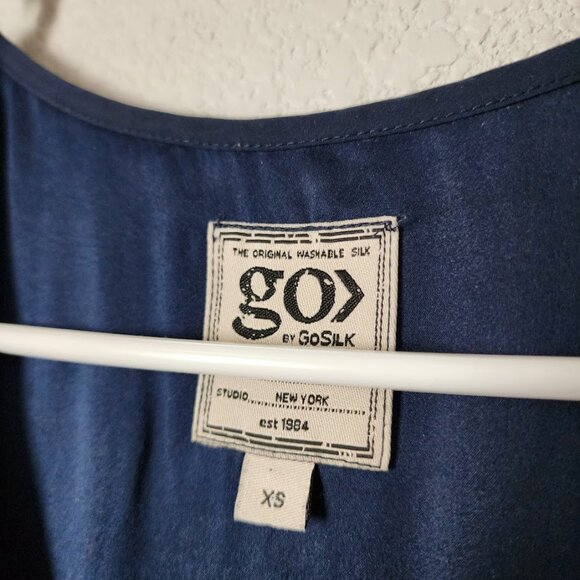 THE ORIGINAL WASHABLE SILK
go>
BY GOSILK
STUDIO NEW YORK
est 1984
XS